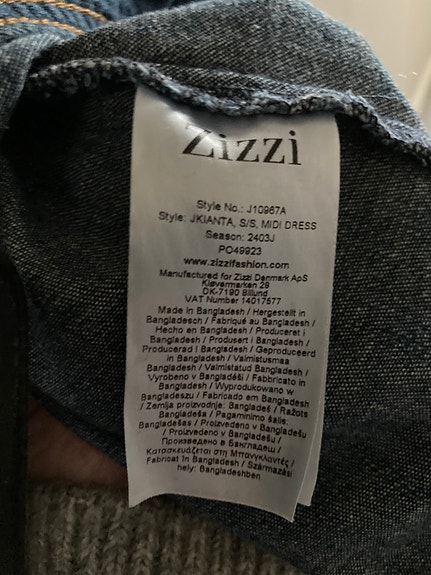 Zizzi
Style No.: J10967A
Style: JKIANTA, S/S, MIDI DRESS
Season: 2403J
PO49923
www.zizzifashion.com
Manufactured for Zizzi Denmark ApS
Kløvermarken 29
DK-7190 Billund
VAT Number 14017577
Made in Bangladesh / Hergestellt in
Bangladesch / Fabriqué au Bangladesh /
Hecho en Bangladesh / Produceret i
Bangladesh / Produsert i Bangladesh /
Producerad i Bangladesh / Geproduceerd
in Bangladesh / Valmistusmaa
Bangladesh / Valmistatud Bangladesh /
Vyrobeno v Bangladéši / Fabbricato in
Bangladesh / Wyprodukowano w
Bangladeszu / Fabricado em Bangladesh
/ Zemlja proizvodnje: Bangladeš / Ražots
Bangladeša / Pagaminimo šalis:
Bangladešas / Proizvedeno v Bangladešu
/ Proizvedeno v Bangladešu /
Произведено в Бангладеш /
Κατασκευάζεται στη Μπανγκλαντές /
Fabricat în Bangladesh / Származási
hely: Bangladesben